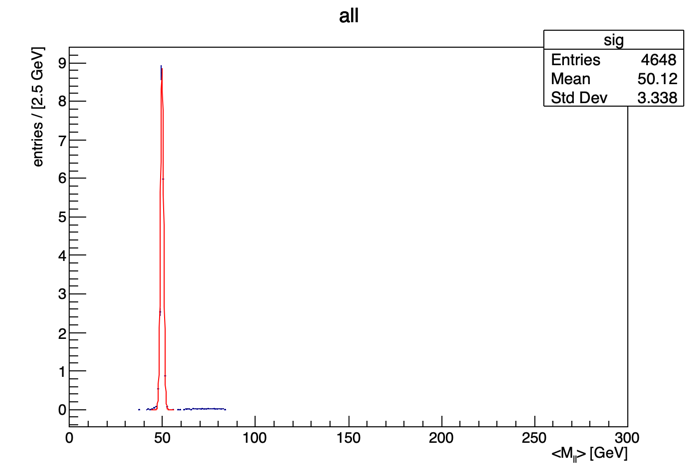 all
sig
Entries 4648
Mean 50.12
Std Dev 3.338
entries / [2.5 GeV]
9
8
7
6
5
4
3
2
1
0
0 50 100 150 200 250 300
<M_ll> [GeV]